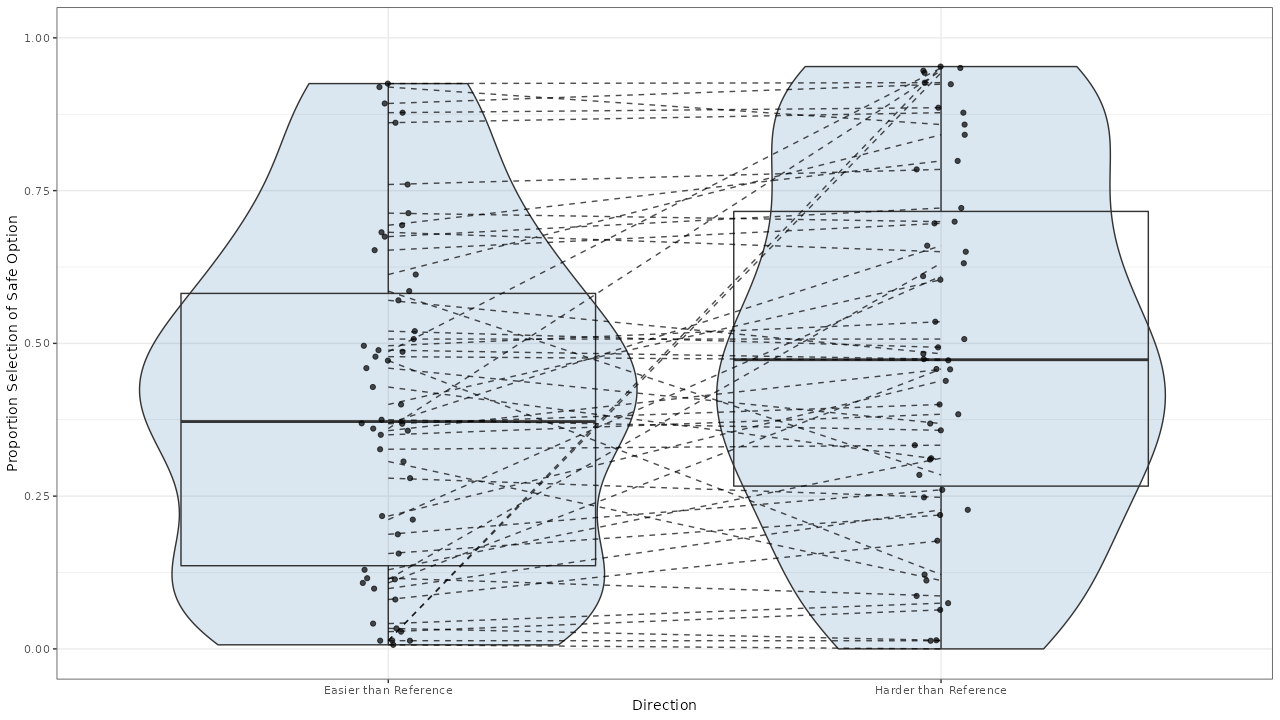 1.00
0.75
0.50
0.25
0.00
Proportion Selection of Safe Option
Easier than Reference
Harder than Reference
Direction